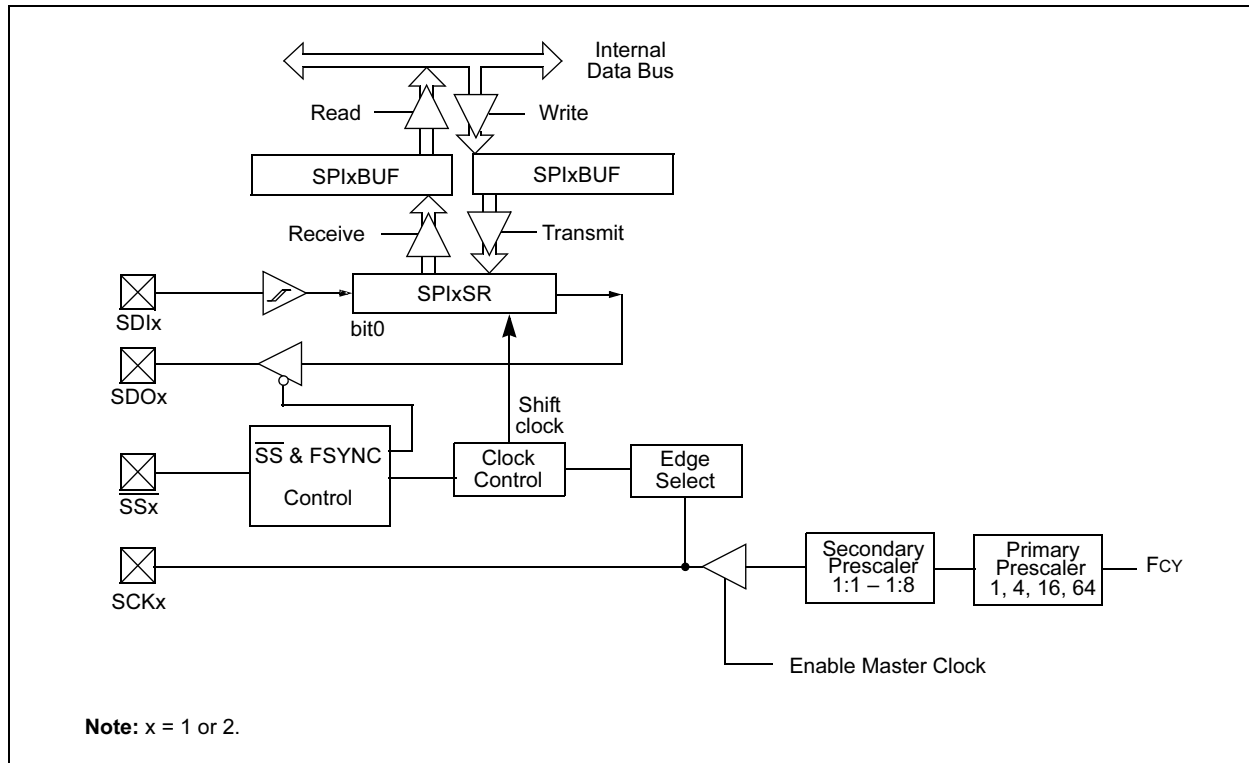 Internal
Data Bus
Read
Write
SPIxBUF
SPIxBUF
Receive
Transmit
SPIxSR
SDIx
bit0
SDOx
Shift
clock
SS & FSYNC
Control
Clock
Control
Edge
Select
SSx
Secondary
Prescaler
1:1 – 1:8
Primary
Prescaler
1, 4, 16, 64
FCY
SCKx
Enable Master Clock
Note: x = 1 or 2.